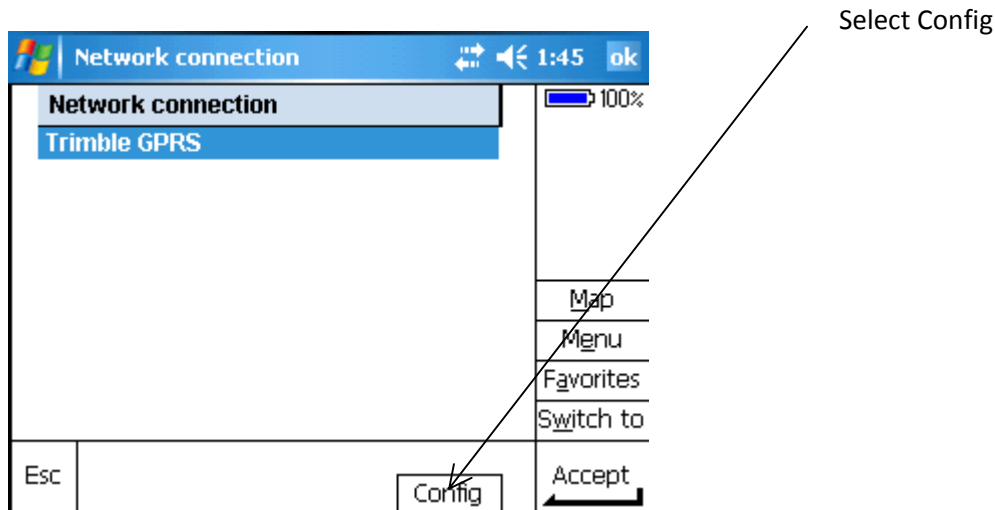 Select Config
Network connection 1:45 ok
Network connection
100%
Trimble GPRS
Map
Menu
Favorites
Switch to
Esc
Config
Accept